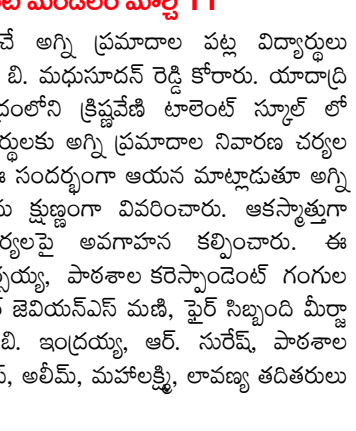 మండలం మార్చి 11
చే అగ్ని ప్రమాదాల పట్ల విద్యార్థులు
బి. మధుసూదన్ రెడ్డి కోరారు. యాదాద్రి
ద్రంలోని క్రిష్ణవేణి టాలెంట్ స్కూల్ లో
ర్థులకు అగ్ని ప్రమాదాల నివారణ చర్యల
ఈ సందర్భంగా ఆయన మాట్లాడుతూ అగ్ని
క్షుణ్ణంగా వివరించారు. ఆకస్మాత్తుగా
ర్యలపై అవగాహన కల్పించారు. ఈ
య్య, పాఠశాల కరెస్పాండెంట్ గంగుల
జెవియన్ఎస్ మణి, ఫైర్ సిబ్బంది మీర్జా
బి. ఇంద్రయ్య, ఆర్. సురేష్, పాఠశాల
అలీమ్, మహాలక్ష్మి, లావణ్య తదితరులు